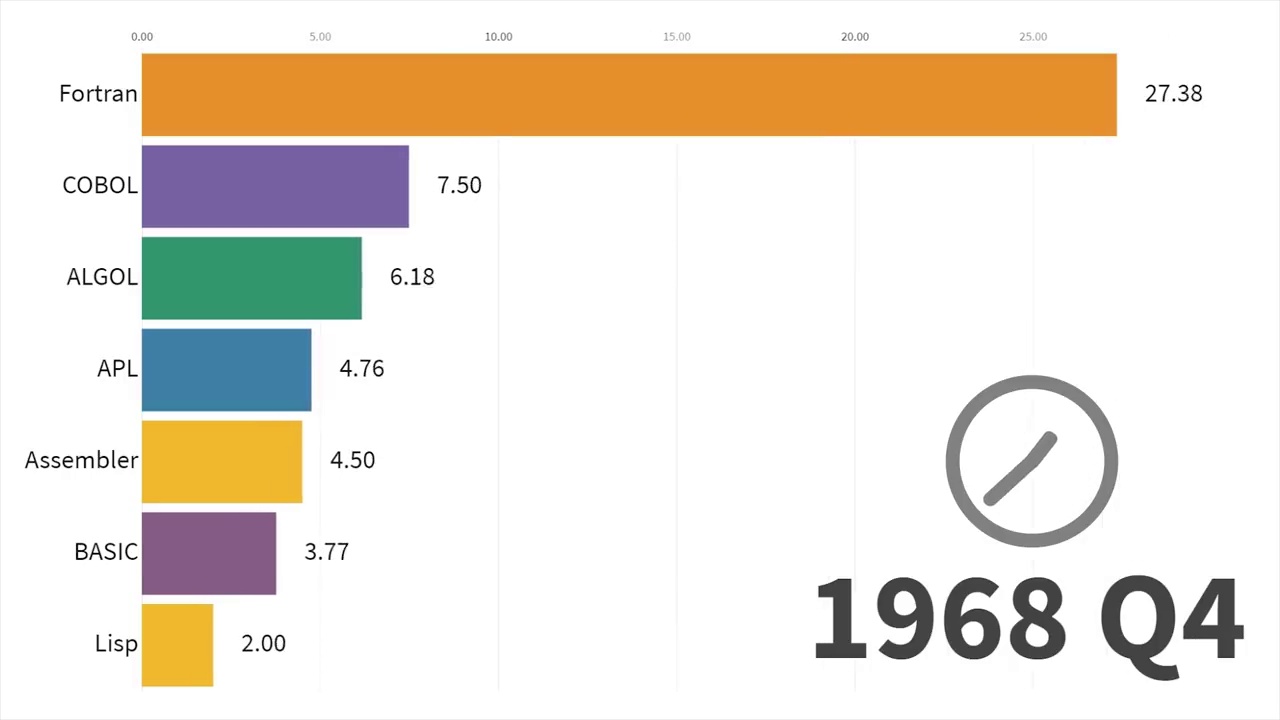 0.00 5.00 10.00 15.00 20.00 25.00
Fortran 27.38
COBOL 7.50
ALGOL 6.18
APL 4.76
Assembler 4.50
BASIC 3.77
Lisp 2.00
1968 Q4